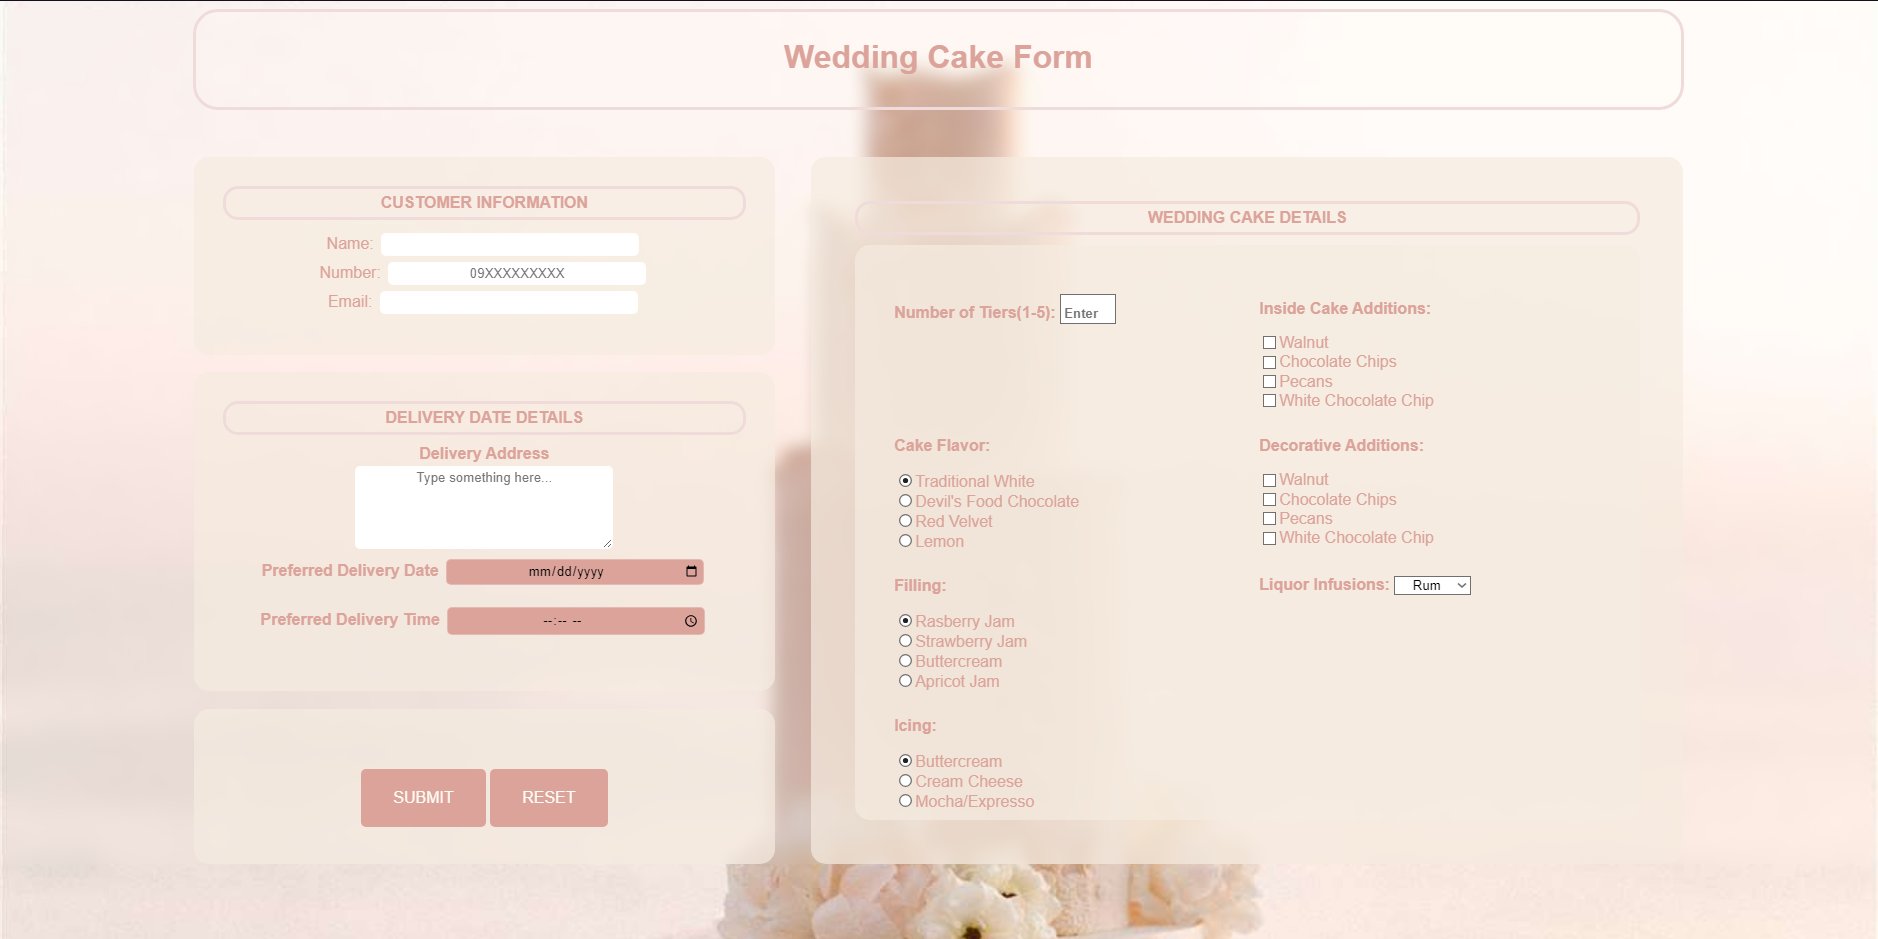 Wedding Cake Form
CUSTOMER INFORMATION
Name:
Number: 09XXXXXXXXX
Email:
DELIVERY DATE DETAILS
Delivery Address
Type something here...
Preferred Delivery Date mm/dd/yyyy
Preferred Delivery Time --:-- --
SUBMIT RESET
WEDDING CAKE DETAILS
Number of Tiers(1-5): Enter
Cake Flavor:
Traditional White
Devil's Food Chocolate
Red Velvet
Lemon
Filling:
Rasberry Jam
Strawberry Jam
Buttercream
Apricot Jam
Icing:
Buttercream
Cream Cheese
Mocha/Expresso
Inside Cake Additions:
Walnut
Chocolate Chips
Pecans
White Chocolate Chip
Decorative Additions:
Walnut
Chocolate Chips
Pecans
White Chocolate Chip
Liquor Infusions: Rum